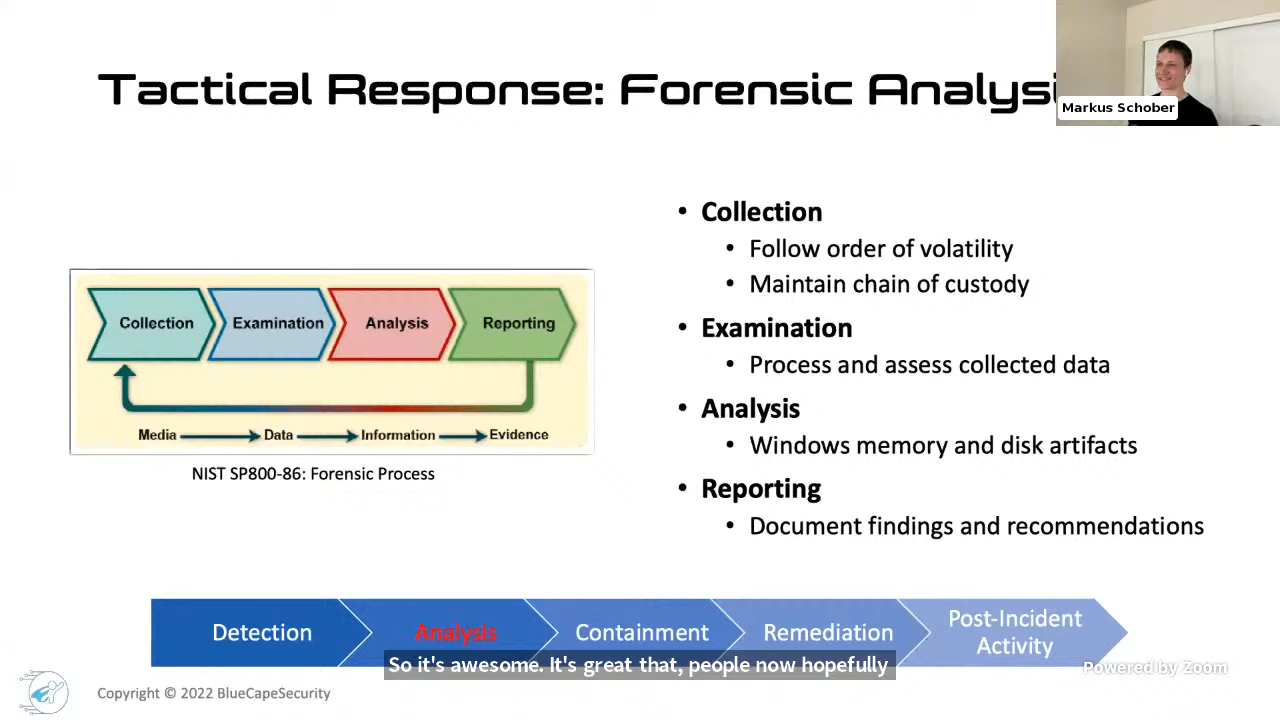 Tactical Response: Forensic Analysi
Markus Schober
Collection
Examination
Analysis
Reporting
Media
Data
Information
Evidence
NIST SP800-86: Forensic Process
• Collection
• Follow order of volatility
• Maintain chain of custody
• Examination
• Process and assess collected data
• Analysis
• Windows memory and disk artifacts
• Reporting
• Document findings and recommendations
Detection
Analysis
Containment
Remediation
Post-Incident
Activity
So it's awesome. It's great that, people now hopefully
Powered by Zoom
Copyright © 2022 BlueCapeSecurity